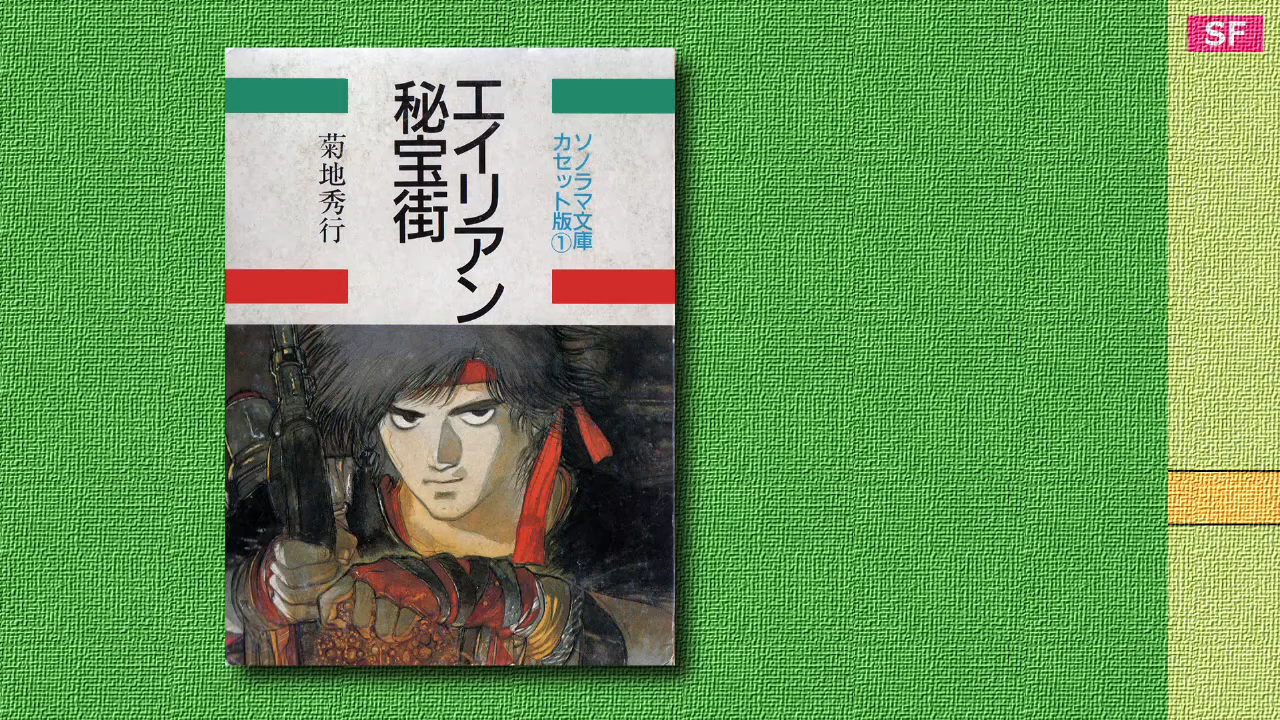 SF
ソノラマ文庫
カセット版①
エイリアン
秘宝街
菊地秀行